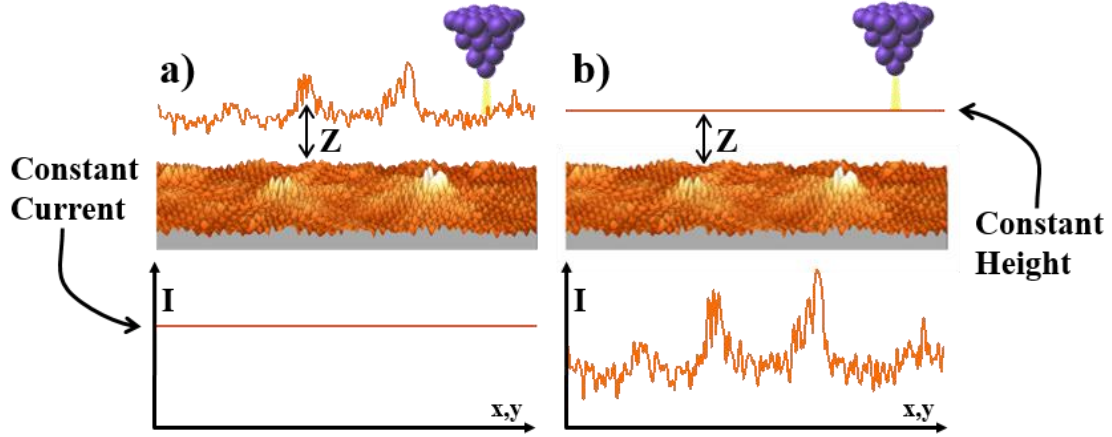 a)
Z
Constant
Current
I
x,y
b)
Z
Constant
Height
I
x,y